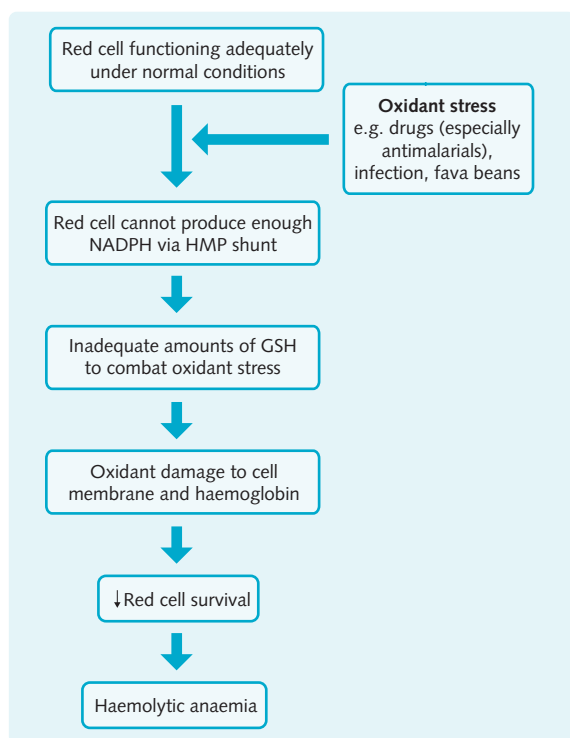 Red cell functioning adequately
under normal conditions
Oxidant stress
e.g. drugs (especially
antimalarials),
infection, fava beans
Red cell cannot produce enough
NADPH via HMP shunt
Inadequate amounts of GSH
to combat oxidant stress
Oxidant damage to cell
membrane and haemoglobin
↓Red cell survival
Haemolytic anaemia